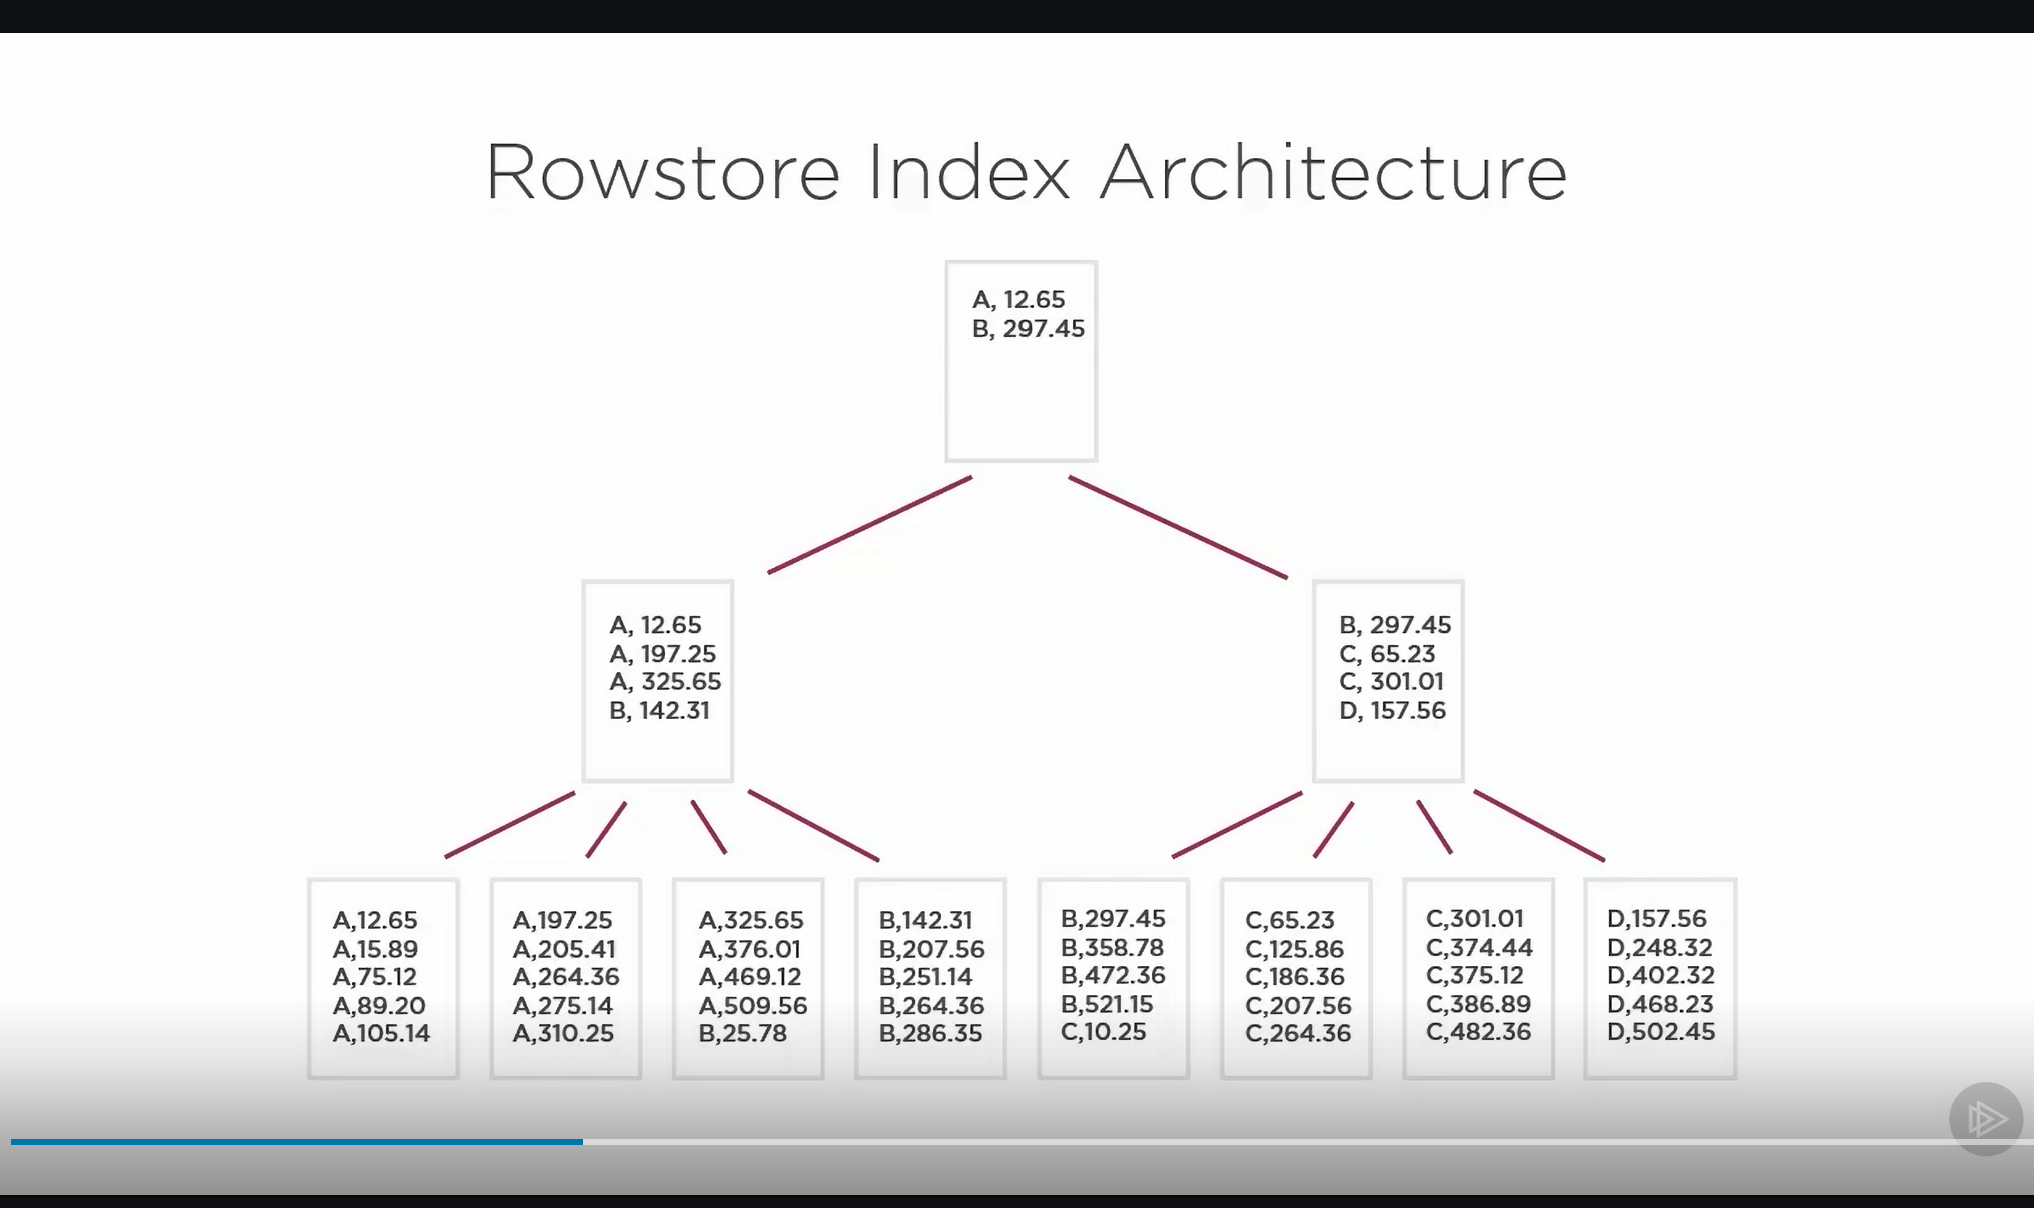 Rowstore Index Architecture
A, 12.65
B, 297.45
A, 12.65
A, 197.25
A, 325.65
B, 142.31
B, 297.45
C, 65.23
C, 301.01
D, 157.56
A,12.65
A,15.89
A,75.12
A,89.20
A,105.14
A,197.25
A,205.41
A,264.36
A,275.14
A,310.25
A,325.65
A,376.01
A,469.12
A,509.56
B,25.78
B,142.31
B,207.56
B,251.14
B,264.36
B,286.35
B,297.45
B,358.78
B,472.36
B,521.15
C,10.25
C,65.23
C,125.86
C,186.36
C,207.56
C,264.36
C,301.01
C,374.44
C,375.12
C,386.89
C,482.36
D,157.56
D,248.32
D,402.32
D,468.23
D,502.45